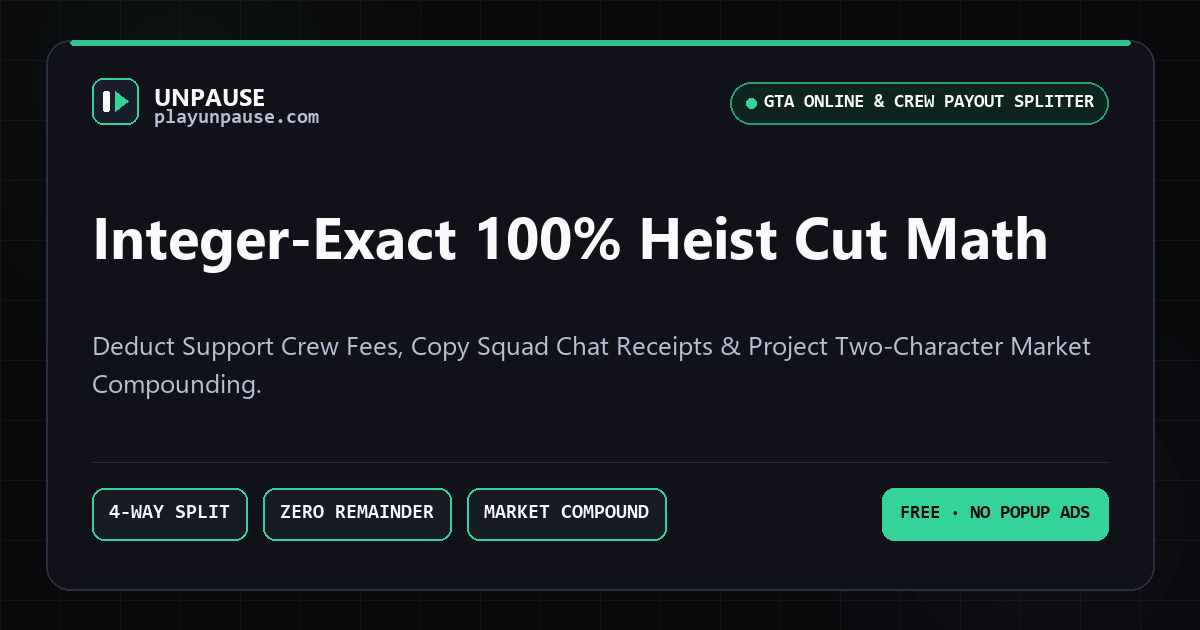 UNPAUSE
playunpause.com
GTA ONLINE & CREW PAYOUT SPLITTER
Integer-Exact 100% Heist Cut Math
Deduct Support Crew Fees, Copy Squad Chat Receipts & Project Two-Character Market
Compounding.
4-WAY SPLIT
ZERO REMAINDER
MARKET COMPOUND
FREE · NO POPUP ADS